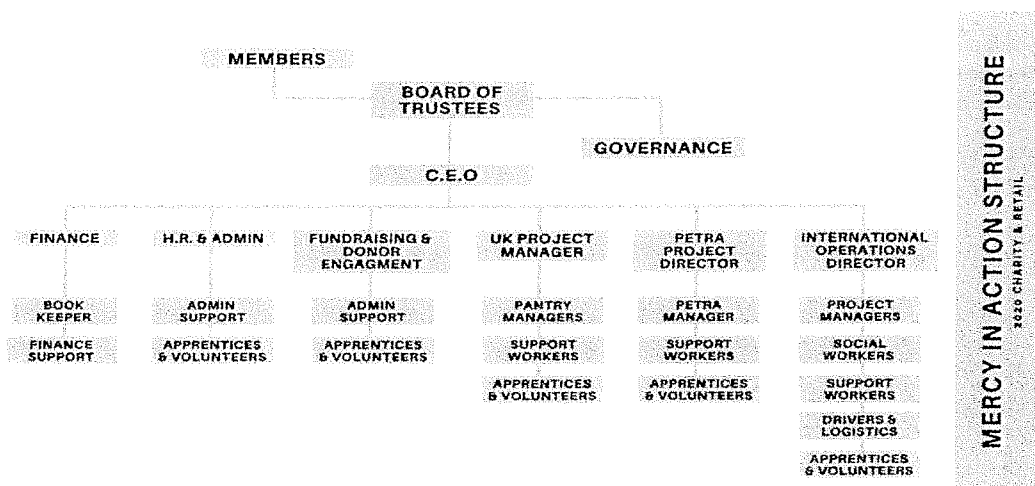 MEMBERS
BOARD OF
TRUSTEES
GOVERNANCE
C.E.O
FINANCE
BOOK
KEEPER
FINANCE
SUPPORT
H.R. & ADMIN
ADMIN
SUPPORT
APPRENTICES
& VOLUNTEERS
FUNDRAISING &
DONOR
ENGAGMENT
ADMIN
SUPPORT
APPRENTICES
& VOLUNTEERS
UK PROJECT
MANAGER
PANTRY
MANAGERS
SUPPORT
WORKERS
APPRENTICES
& VOLUNTEERS
PETRA
PROJECT
DIRECTOR
PETRA
MANAGER
SUPPORT
WORKERS
APPRENTICES
& VOLUNTEERS
INTERNATIONAL
OPERATIONS
DIRECTOR
PROJECT
MANAGERS
SOCIAL
WORKERS
SUPPORT
WORKERS
DRIVERS &
LOGISTICS
APPRENTICES
& VOLUNTEERS
MERCY IN ACTION STRUCTURE
2020 CHARITY & RETAIL